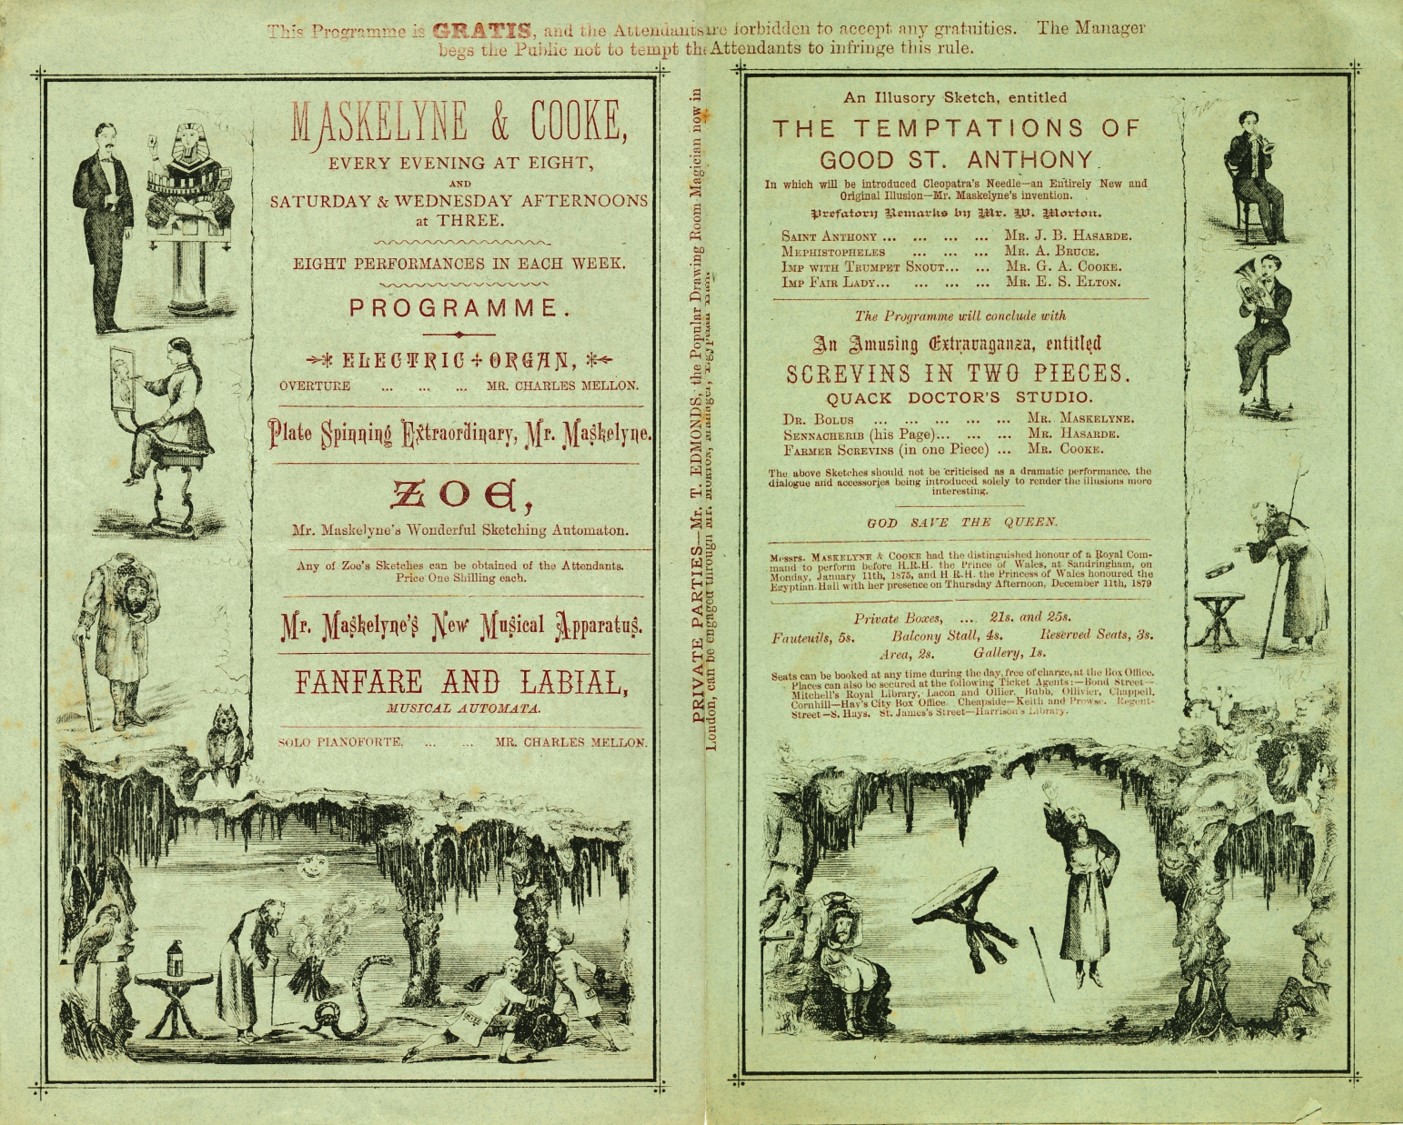 This Programme is GRATIS, and the Attendants are forbidden to accept any gratuities. The Manager
begs the Public not to tempt the Attendants to infringe this rule.
MASKELYNE & COOKE,
EVERY EVENING AT EIGHT,
AND
SATURDAY & WEDNESDAY AFTERNOONS
at THREE.
EIGHT PERFORMANCES IN EACH WEEK.
PROGRAMME.
ELECTRIC + ORGAN,
OVERTURE ... ... ... MR. CHARLES MELLON.
Plate Spinning Extraordinary, Mr. Maskelyne.
ZOE,
Mr. Maskelyne's Wonderful Sketching Automaton.
Any of Zoe's Sketches can be obtained of the Attendants.
Price One Shilling each.
Mr. Maskelyne's New Musical Apparatus.
FANFARE AND LABIAL,
MUSICAL AUTOMATA.
SOLO PIANOFORTE, ... ... MR. CHARLES MELLON.
PRIVATE PARTIES—Mr. T. EDMONDS, the Popular Drawing Room Magician now in
London, can be engaged through Mr. Morton, Manager, Egyptian Hall.
An Illusory Sketch, entitled
THE TEMPTATIONS OF
GOOD ST. ANTHONY.
In which will be introduced Cleopatra's Needle—an Entirely New and
Original Illusion—Mr. Maskelyne's invention.
Prefatory Remarks by Mr. W. Morton.
SAINT ANTHONY ... ... ... ... MR. J. B. HASARDE.
MEPHISTOPHELES ... ... ... MR. A. BRUCE.
IMP WITH TRUMPET SNOUT... ... MR. G. A. COOKE.
IMP FAIR LADY... ... ... ... MR. E. S. ELTON.
The Programme will conclude with
An Amusing Extravaganza, entitled
SCREVINS IN TWO PIECES.
QUACK DOCTOR'S STUDIO.
DR. BOLUS ... ... ... ... ... MR. MASKELYNE.
SENNACHERIB (his Page)... ... ... MR. HASARDE.
FARMER SCREVINS (in one Piece) ... MR. COOKE.
The above Sketches should not be criticised as a dramatic performance, the
dialogue and accessories being introduced solely to render the illusions more
interesting.
GOD SAVE THE QUEEN.
Messrs. MASKELYNE & COOKE had the distinguished honour of a Royal Com-
mand to perform before H.R.H. the Prince of Wales, at Sandringham, on
Monday, January 11th, 1875, and H R.H. the Princess of Wales honoured the
Egyptian Hall with her presence on Thursday Afternoon, December 11th, 1879
Private Boxes, .... 21s. and 25s.
Fauteuils, 5s. Balcony Stall, 4s. Reserved Seats, 3s.
Area, 2s. Gallery, 1s.
Seats can be booked at any time during the day, free of charge, at the Box Office.
Places can also be secured at the following Ticket Agents:—Bond Street—
Mitchell's Royal Library, Lacon and Ollier, Bubb, Ollivier, Chappell.
Cornhill—Hay's City Box Office. Cheapside—Keith and Prowse. Regent-
Street—S. Hays. St. James's Street—Harrison's Library.